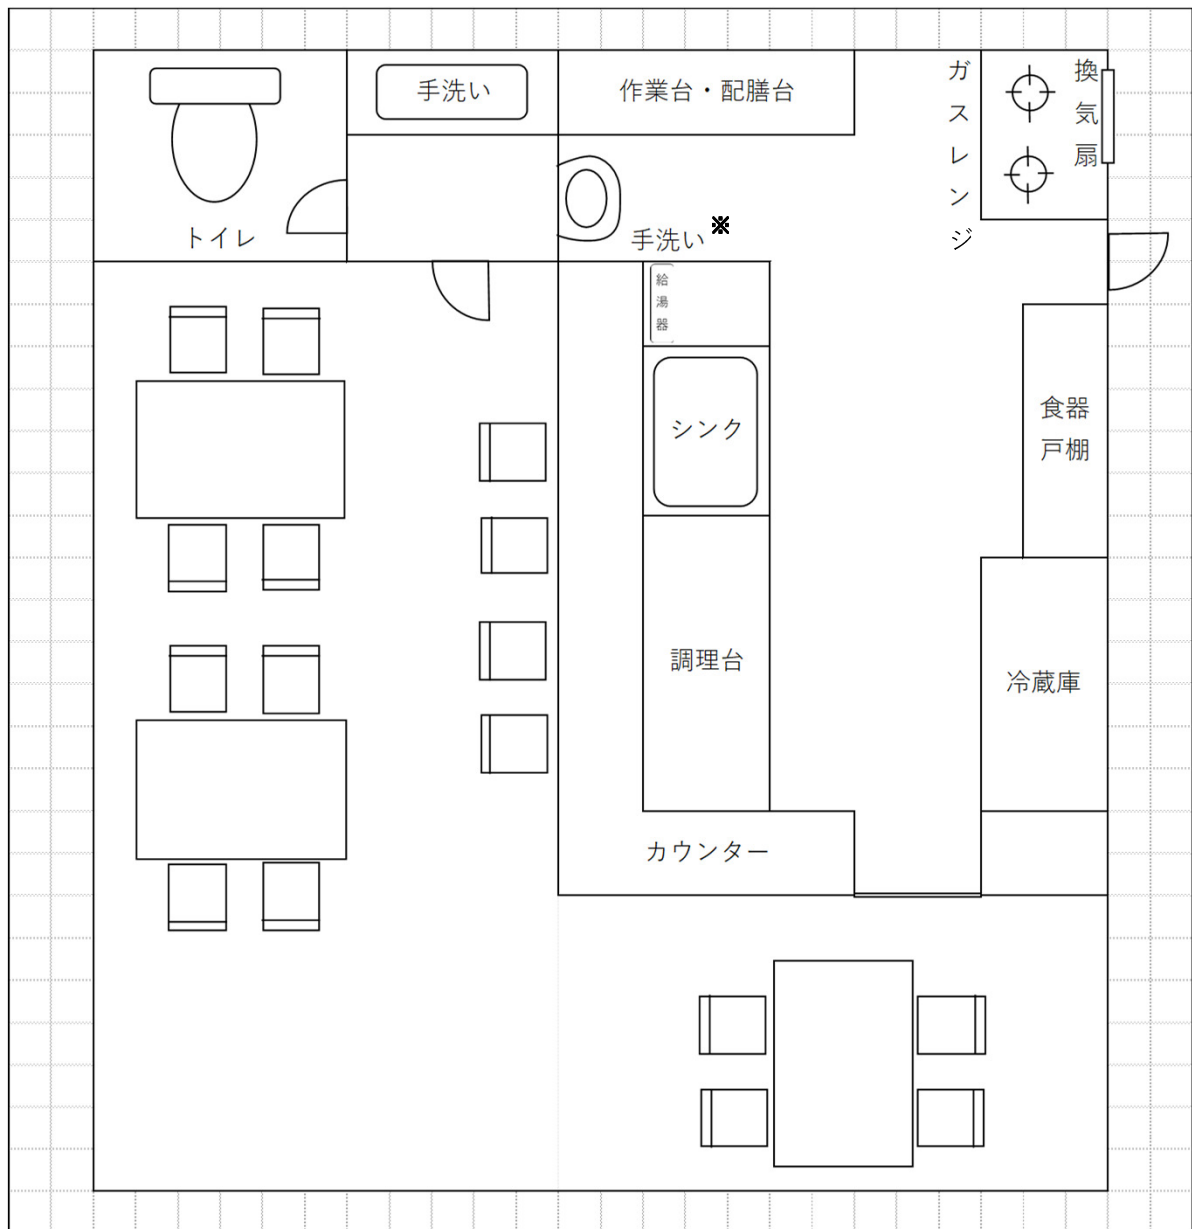 手洗い
作業台・配膳台
ガスレンジ
換気扇
トイレ
手洗い※
給湯器
シンク
食器
戸棚
調理台
冷蔵庫
カウンター